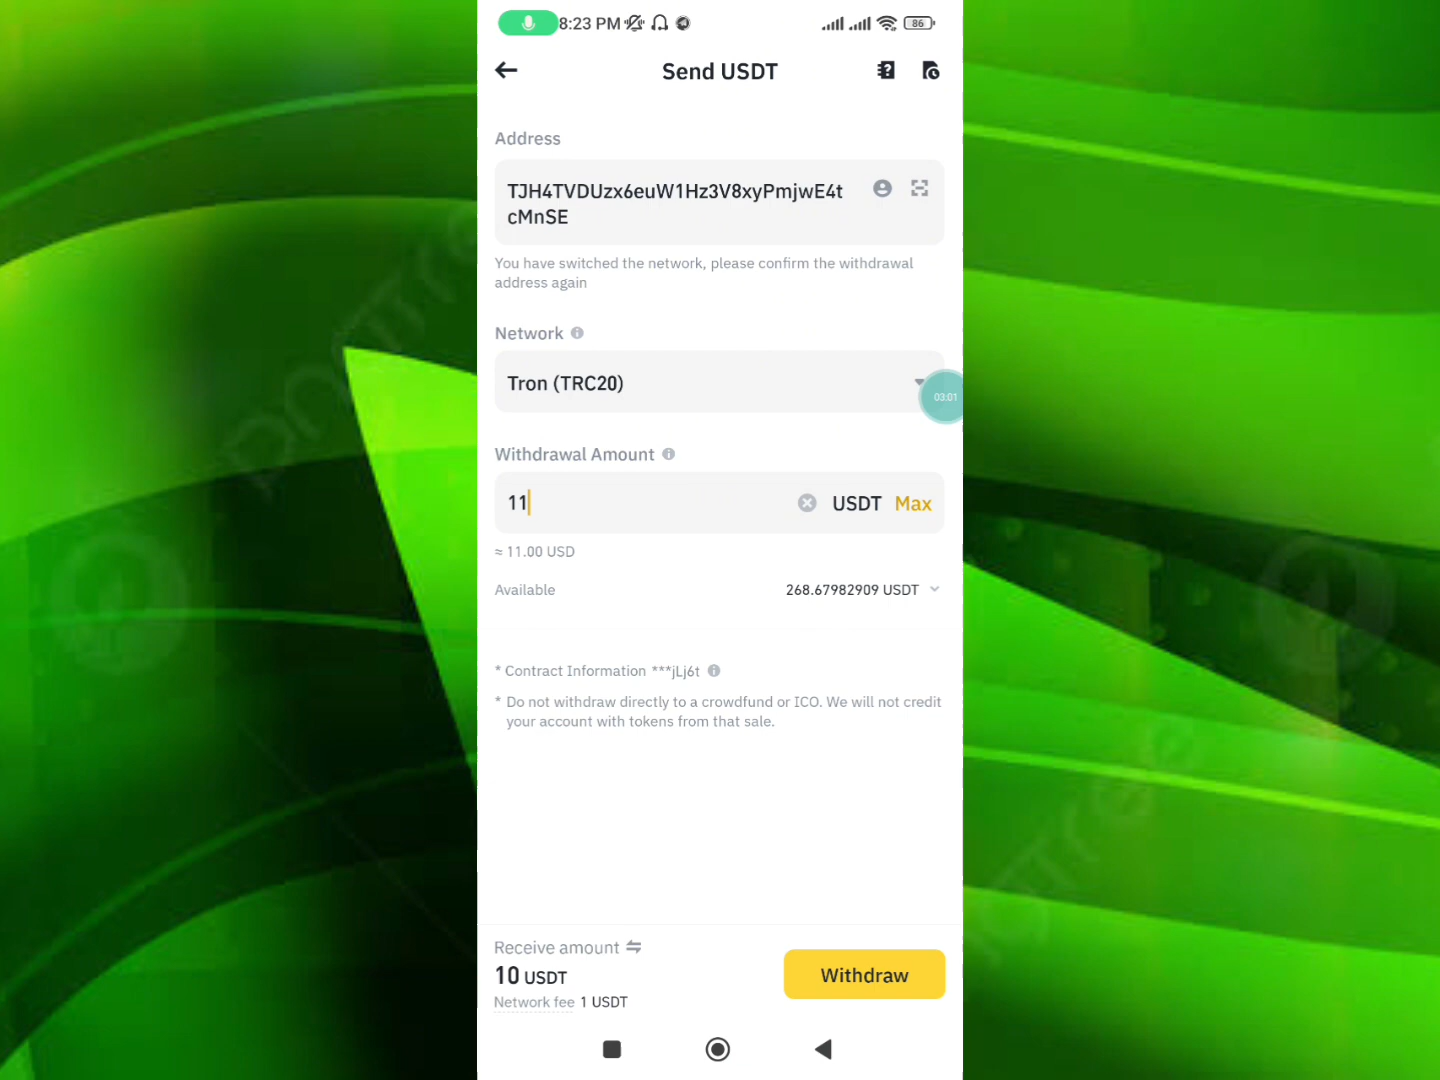 8:23 PM
86
Send USDT
Address
TJH4TVDUzx6euW1Hz3V8xyPmjwE4t
cMnSE
You have switched the network, please confirm the withdrawal
address again
Network
Tron (TRC20)
03:01
Withdrawal Amount
11
USDT Max
≈ 11.00 USD
Available 268.67982909 USDT
* Contract Information ***jLj6t
* Do not withdraw directly to a crowdfund or ICO. We will not credit
your account with tokens from that sale.
Receive amount
10 USDT
Network fee 1 USDT
Withdraw
pngtree
pngtree